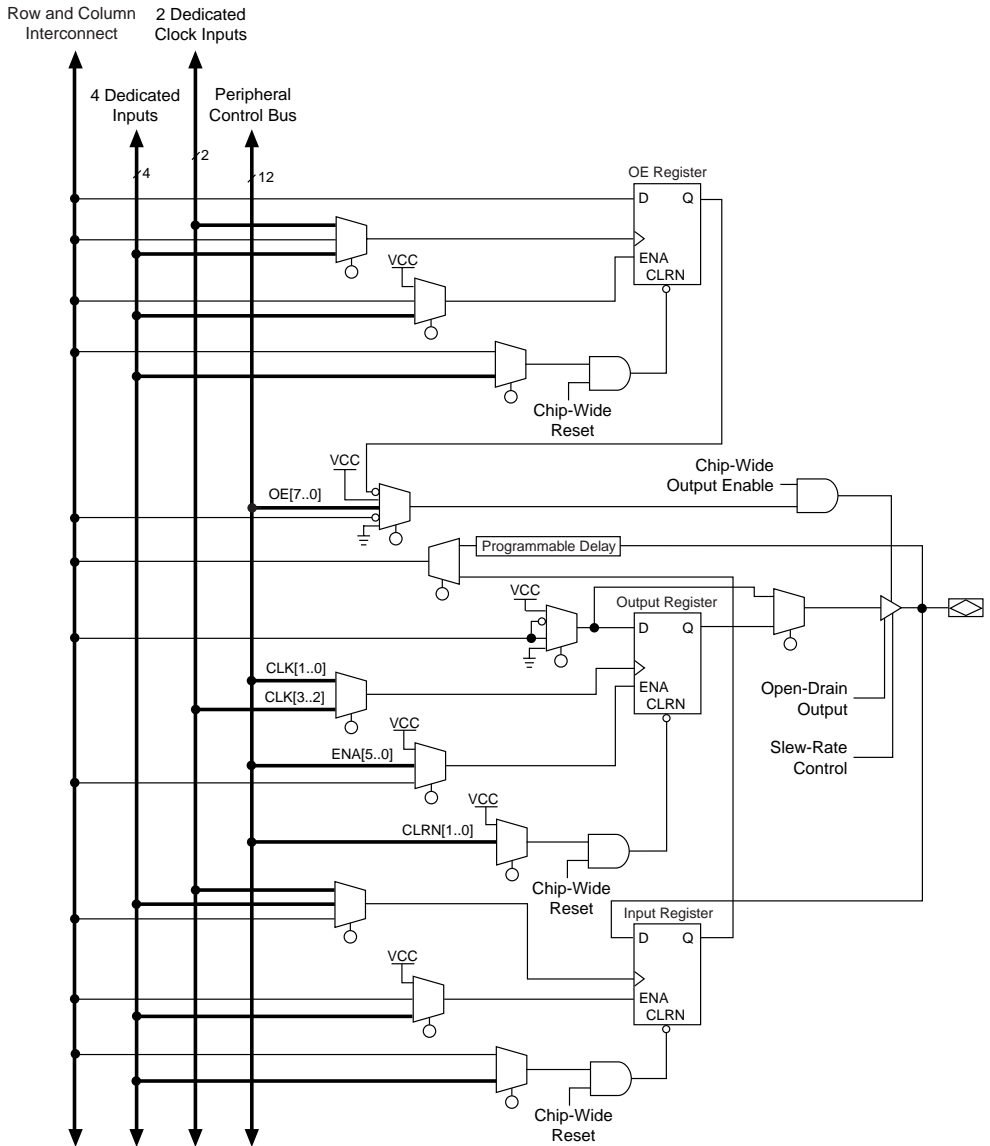 Row and Column
Interconnect
2 Dedicated
Clock Inputs
4 Dedicated
Inputs
Peripheral
Control Bus
2
4
12
OE Register
D Q
ENA
CLRN
VCC
Chip-Wide
Reset
VCC
OE[7..0]
Chip-Wide
Output Enable
Programmable Delay
VCC
Output Register
D Q
ENA
CLRN
CLK[1..0]
CLK[3..2]
Open-Drain
Output
VCC
ENA[5..0]
Slew-Rate
Control
VCC
CLRN[1..0]
Chip-Wide
Reset
Input Register
D Q
ENA
CLRN
VCC
Chip-Wide
Reset